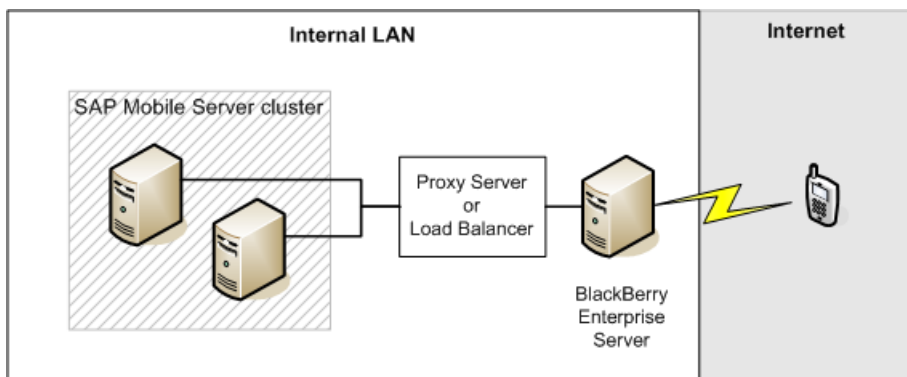 Internal LAN
Internet
SAP Mobile Server cluster
Proxy Server
or
Load Balancer
BlackBerry
Enterprise
Server